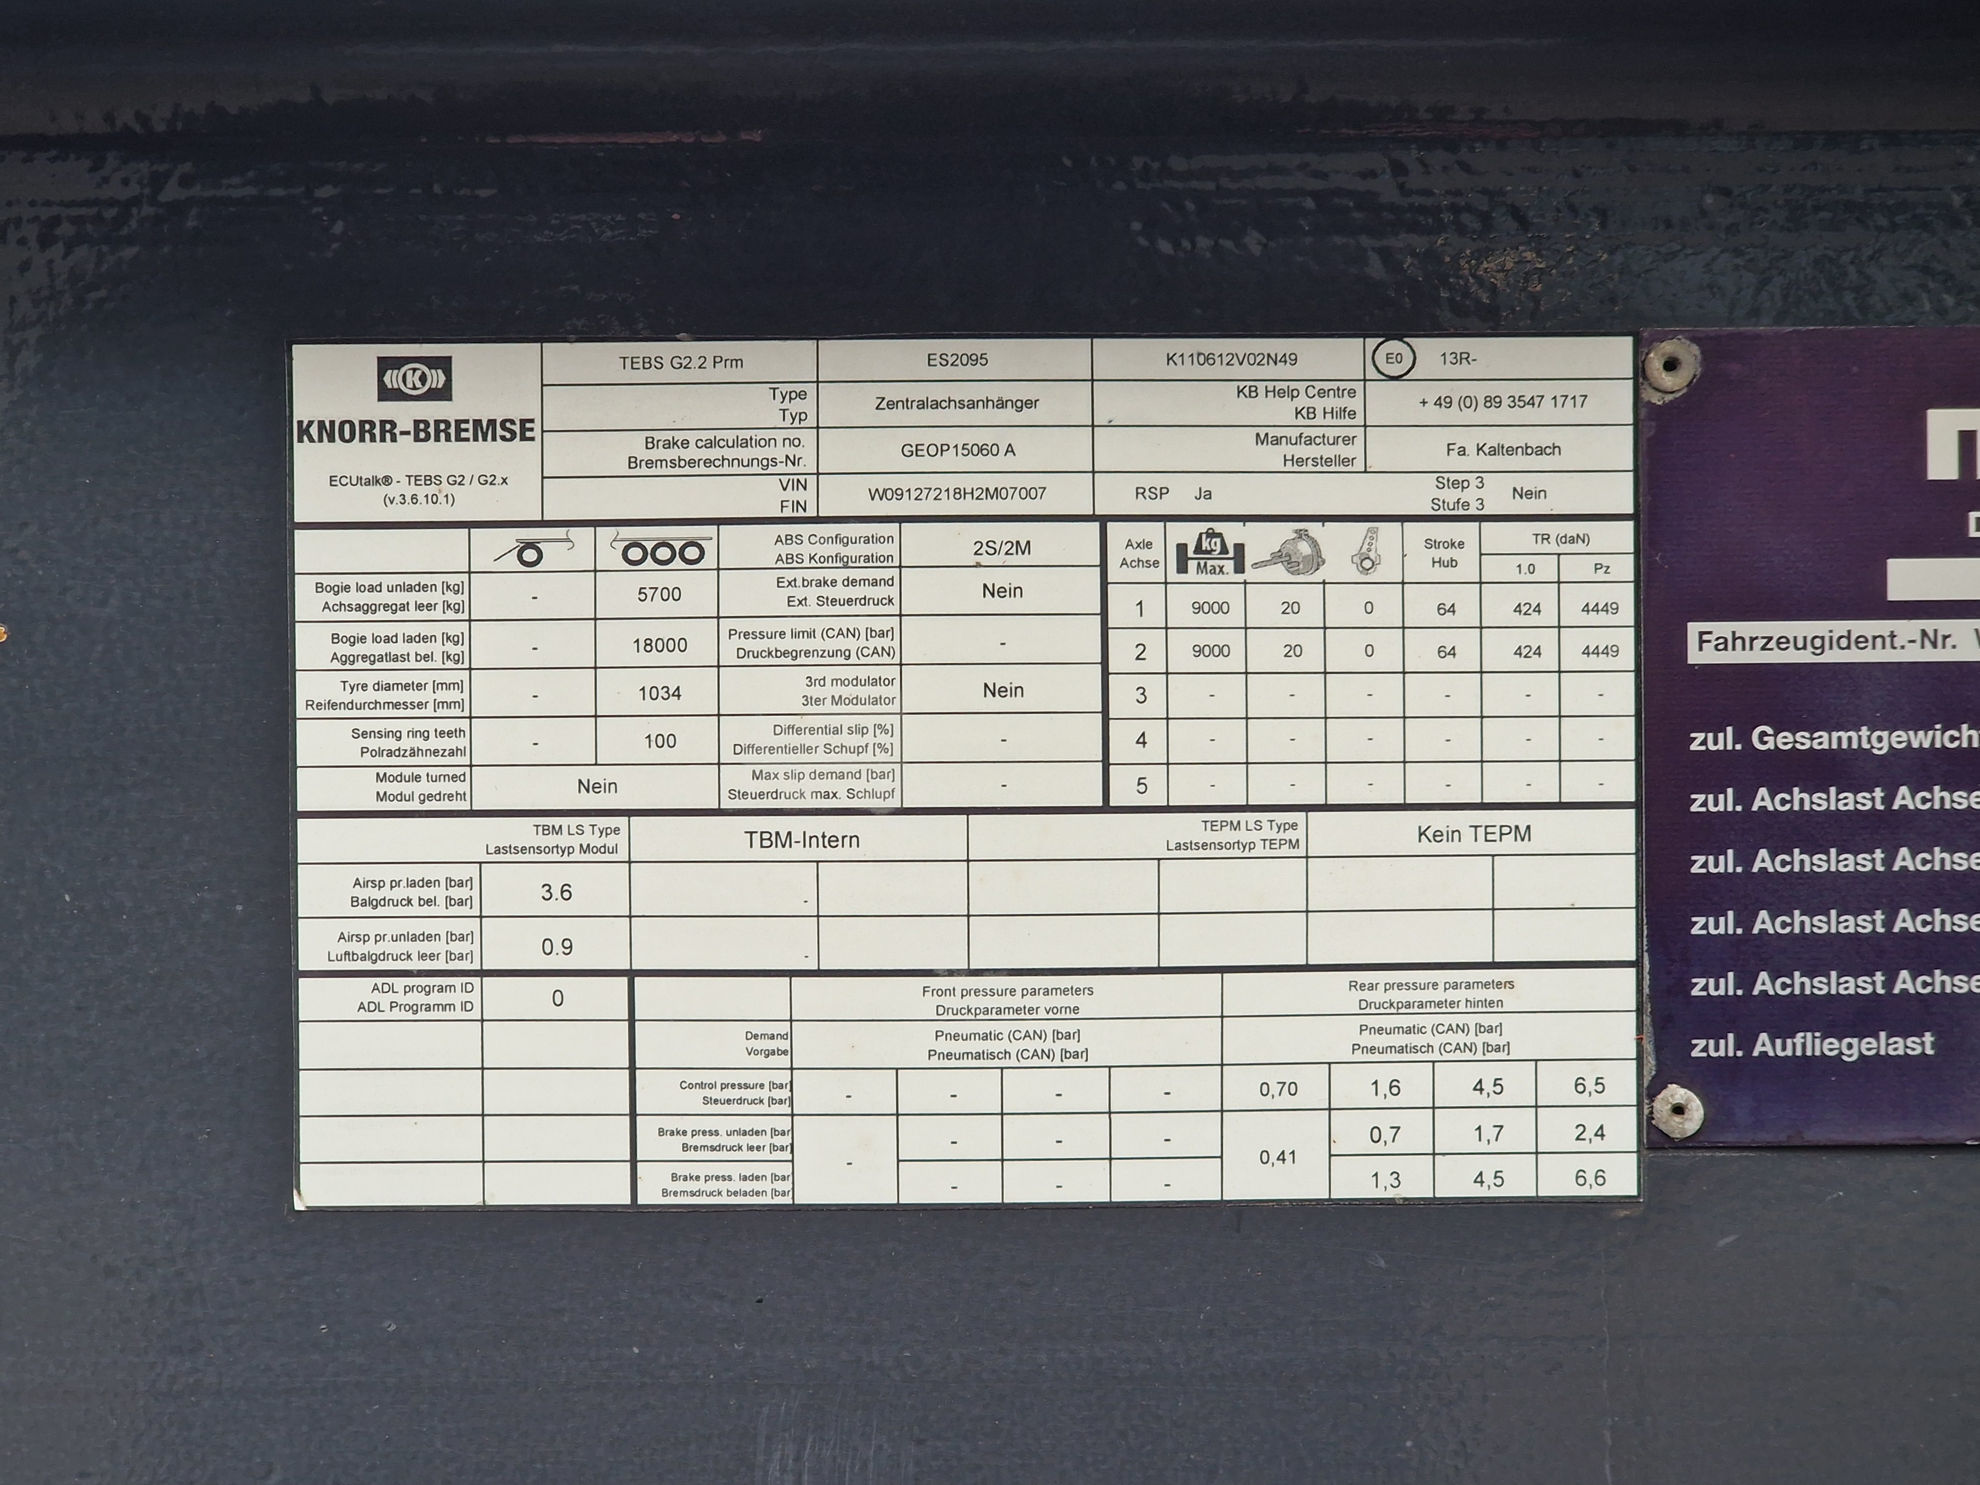 KNORR-BREMSE
ECUtalk® - TEBS G2 / G2.x
(v.3.6.10.1)
TEBS G2.2 Prm ES2095 K110612V02N49 E0 13R-
Type
Typ
Zentralachsanhänger
KB Help Centre
KB Hilfe
+ 49 (0) 89 3547 1717
Brake calculation no.
Bremsberechnungs-Nr.
GEOP15060 A
Manufacturer
Hersteller
Fa. Kaltenbach
VIN
FIN
W09127218H2M07007
RSP Ja
Step 3
Stufe 3
Nein
ABS Configuration
ABS Konfiguration
2S/2M
Bogie load unladen [kg]
Achsaggregat leer [kg]
- 5700
Ext.brake demand
Ext. Steuerdruck
Nein
Bogie load laden [kg]
Aggregatlast bel. [kg]
- 18000
Pressure limit (CAN) [bar]
Druckbegrenzung (CAN)
-
Tyre diameter [mm]
Reifendurchmesser [mm]
- 1034
3rd modulator
3ter Modulator
Nein
Sensing ring teeth
Polradzähnezahl
- 100
Differential slip [%]
Differentieller Schupf [%]
-
Module turned
Modul gedreht
Nein
Max slip demand [bar]
Steuerdruck max. Schlupf
-
Axle
Achse
kg
Max.
Stroke
Hub
TR (daN)
1.0 Pz
1 9000 20 0 64 424 4449
2 9000 20 0 64 424 4449
3 - - - - - -
4 - - - - - -
5 - - - - - -
TBM LS Type
Lastsensortyp Modul
TBM-Intern
TEPM LS Type
Lastsensortyp TEPM
Kein TEPM
Airsp pr.laden [bar]
Balgdruck bel. [bar]
3.6
-
Airsp pr.unladen [bar]
Luftbalgdruck leer [bar]
0.9
-
ADL program ID
ADL Programm ID
0
Front pressure parameters
Druckparameter vorne
Rear pressure parameters
Druckparameter hinten
Demand
Vorgabe
Pneumatic (CAN) [bar]
Pneumatisch (CAN) [bar]
Pneumatic (CAN) [bar]
Pneumatisch (CAN) [bar]
Control pressure [bar]
Steuerdruck [bar]
- - - - 0,70 1,6 4,5 6,5
Brake press. unladen [bar
Bremsdruck leer [bar]
- - - - 0,41 0,7 1,7 2,4
Brake press. laden [bar
Bremsdruck beladen [bar]
- - - 1,3 4,5 6,6
Fahrzeugident.-Nr.
zul. Gesamtgewicht
zul. Achslast Achse
zul. Achslast Achse
zul. Achslast Achse
zul. Achslast Achse
zul. Aufliegelast